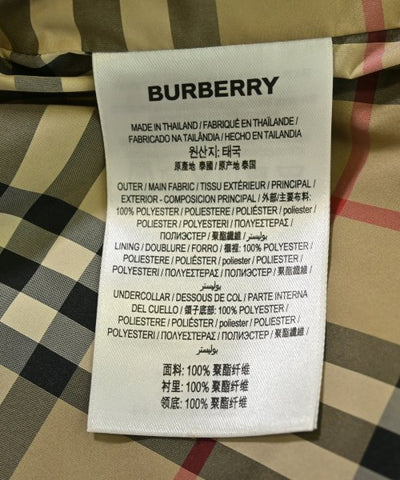 BURBERRY
MADE IN THAILAND / FABRIQUÉ EN THAÏLANDE /
FABRICADO NA TAILÂNDIA / HECHO EN TAILANDIA
원산지: 태국
原產地 泰國 / 原产地 泰国
OUTER / MAIN FABRIC / TISSU EXTÉRIEUR / PRINCIPAL /
EXTERIOR - COMPOSICION PRINCIPAL / 外部/主要布料:
100% POLYESTER / POLIESTERE / POLIÉSTER / poliester /
POLIESTER / POLYESTERI / ΠΟΛΥΕΣΤΕΡΑΣ /
ПОЛИЭСТЕР / 聚酯纖維 / بوليستر
LINING / DOUBLURE / FORRO / 襯裡: 100% POLYESTER /
POLIESTERE / POLIÉSTER / poliester / POLIESTER /
POLYESTERI / ΠΟΛΥΕΣΤΕΡΑΣ / ПОЛИЭСТЕР / 聚酯纖維 /
بوليستر
UNDERCOLLAR / DESSOUS DE COL / PARTE INTERNA
DEL CUELLO / 領子底部: 100% POLYESTER /
POLIESTERE / POLIÉSTER / poliester / POLIESTER /
POLYESTERI / ΠΟΛΥΕΣΤΕΡΑΣ / ПОЛИЭСТЕР / 聚酯纖維 /
بوليستر
面料: 100% 聚酯纤维
衬里: 100% 聚酯纤维
领底: 100% 聚酯纤维